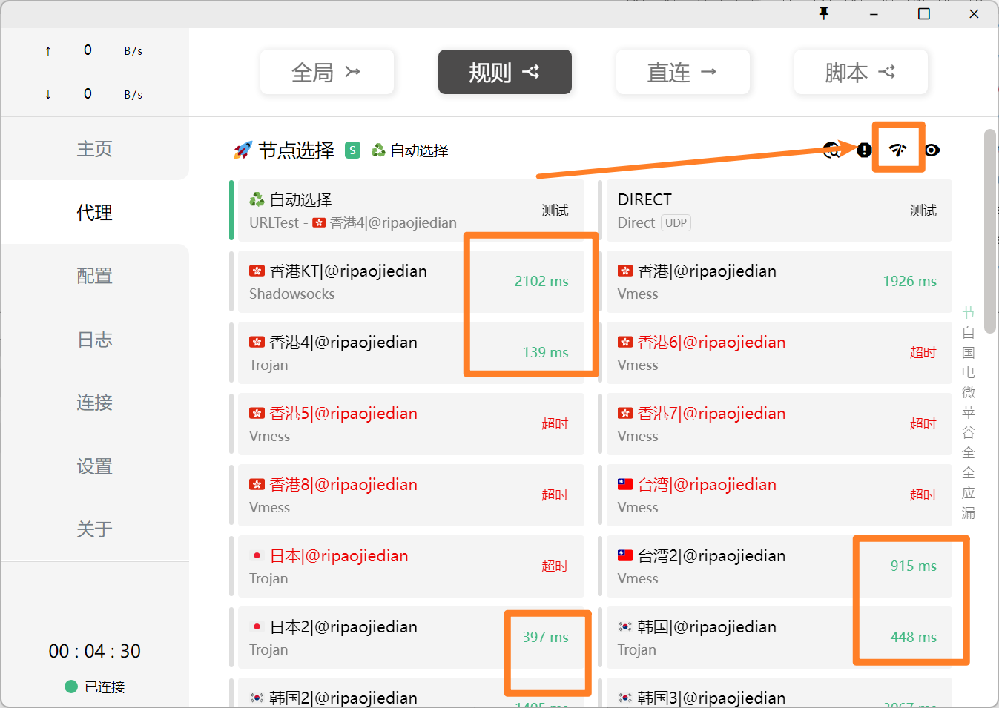 ↑ 0 B/s
↓ 0 B/s
全局
规则
直连
脚本
主页
代理
配置
日志
连接
设置
关于
00 : 04 : 30
已连接
节点选择 S 自动选择
自动选择
URLTest - 香港4|@ripaojiedian
测试
DIRECT
Direct UDP
测试
香港KT|@ripaojiedian
Shadowsocks
2102 ms
香港|@ripaojiedian
Vmess
1926 ms
香港4|@ripaojiedian
Trojan
139 ms
香港6|@ripaojiedian
Vmess
超时
香港5|@ripaojiedian
Vmess
超时
香港7|@ripaojiedian
Vmess
超时
香港8|@ripaojiedian
Vmess
超时
台湾|@ripaojiedian
Vmess
超时
日本|@ripaojiedian
Trojan
超时
台湾2|@ripaojiedian
Vmess
915 ms
日本2|@ripaojiedian
Trojan
397 ms
韩国|@ripaojiedian
Trojan
448 ms
韩国2|@ripaojiedian
韩国3|@ripaojiedian
节
自
国
电
微
苹
谷
全
全
应
漏